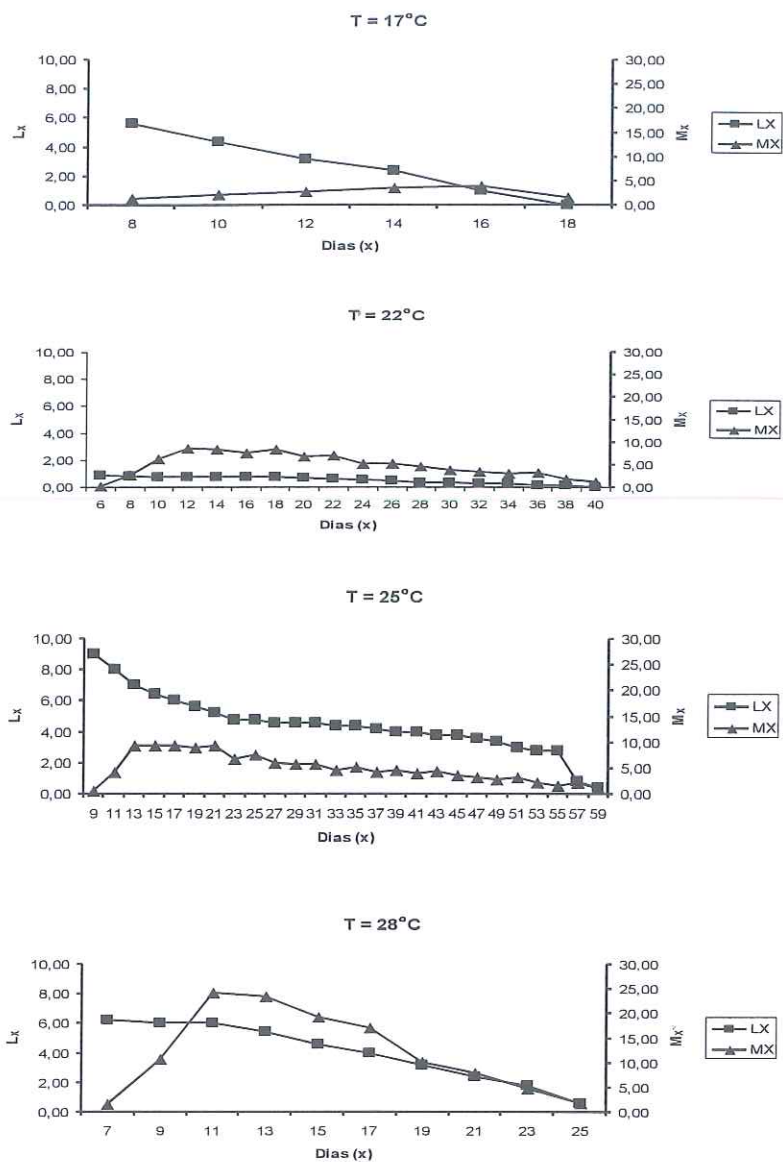 T = 17°C
10,00
8,00
6,00
4,00
2,00
0,00
Lx
30,00
25,00
20,00
15,00
10,00
5,00
0,00
Mx
LX
MX
8 10 12 14 16 18
Dias (x)
T = 22°C
10,00
8,00
6,00
4,00
2,00
0,00
Lx
30,00
25,00
20,00
15,00
10,00
5,00
0,00
Mx
LX
MX
6 8 10 12 14 16 18 20 22 24 26 28 30 32 34 36 38 40
Dias (x)
T = 25°C
10,00
8,00
6,00
4,00
2,00
0,00
Lx
30,00
25,00
20,00
15,00
10,00
5,00
0,00
Mx
LX
MX
9 11 13 15 17 19 21 23 25 27 29 31 33 35 37 39 41 43 45 47 49 51 53 55 57 59
Dias (x)
T = 28°C
10,00
8,00
6,00
4,00
2,00
0,00
Lx
30,00
25,00
20,00
15,00
10,00
5,00
0,00
Mx
LX
MX
7 9 11 13 15 17 19 21 23 25
Dias (x)